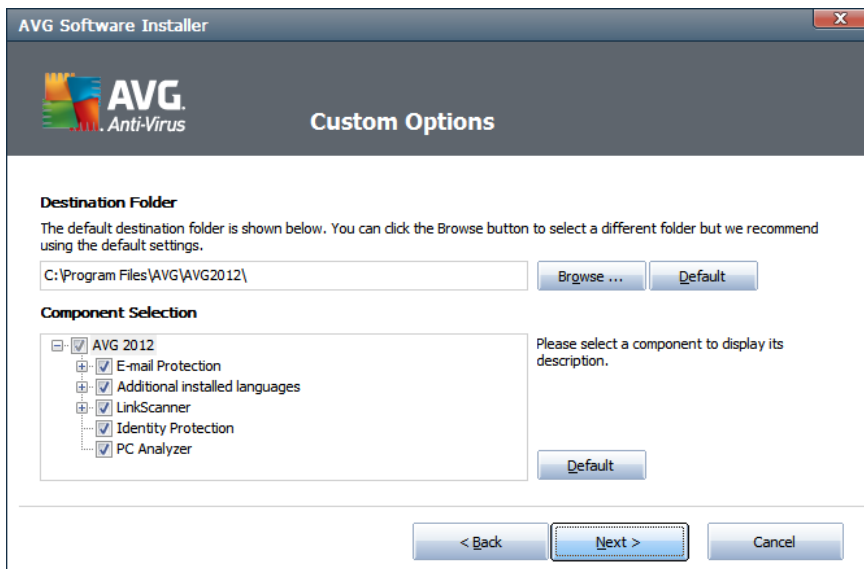 AVG Software Installer
X
AVG.
Anti-Virus
Custom Options
Destination Folder
The default destination folder is shown below. You can click the Browse button to select a different folder but we recommend
using the default settings.
C:\Program Files\AVG\AVG2012\
Browse ...
Default
Component Selection
AVG 2012
E-mail Protection
Additional installed languages
LinkScanner
Identity Protection
PC Analyzer
Please select a component to display its
description.
Default
< Back
Next >
Cancel